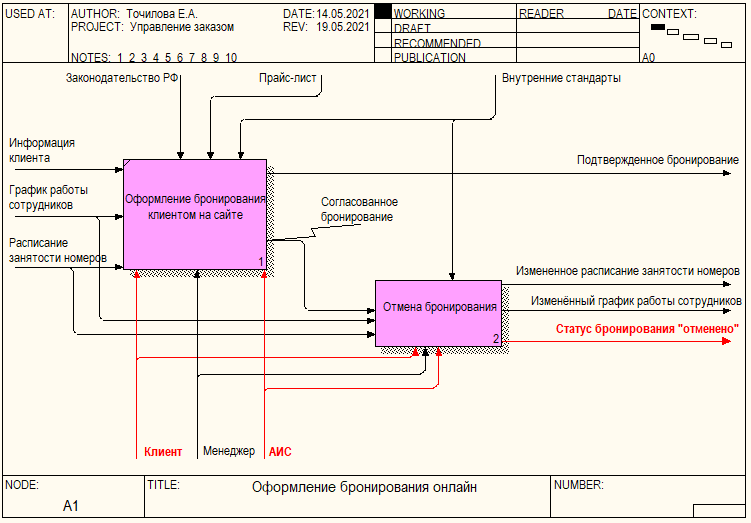 USED AT:
AUTHOR: Точилова Е.А.
DATE: 14.05.2021
PROJECT: Управление заказом
REV: 19.05.2021
NOTES: 1 2 3 4 5 6 7 8 9 10
WORKING
DRAFT
RECOMMENDED
PUBLICATION
READER
DATE
CONTEXT:
A0
Законодательство РФ
Прайс-лист
Внутренние стандарты
Информация
клиента
График работы
сотрудников
Расписание
занятости номеров
Оформление бронирования
клиентом на сайте
1
Подтвержденное бронирование
Согласованное
бронирование
Отмена бронирования
2
Измененное расписание занятости номеров
Изменённый график работы сотрудников
Статус бронирования "отменено"
Клиент
Менеджер
АИС
NODE:
A1
TITLE:
Оформление бронирования онлайн
NUMBER: